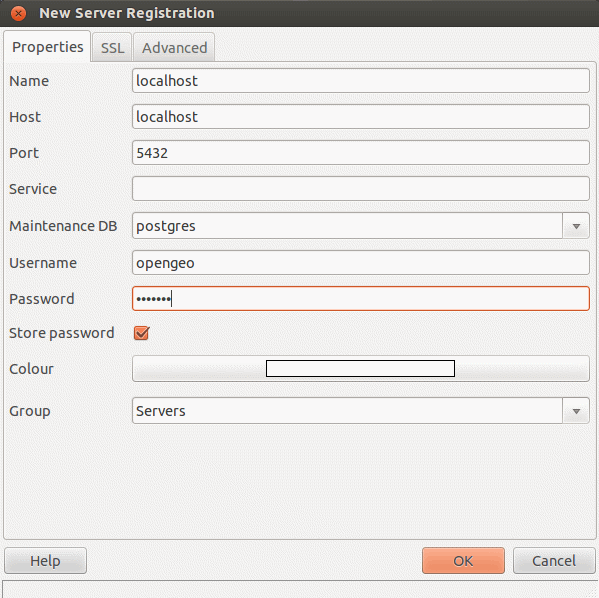 New Server Registration
Properties SSL Advanced
Name localhost
Host localhost
Port 5432
Service
Maintenance DB postgres
Username opengeo
Password •••••••
Store password
Colour
Group Servers
Help OK Cancel